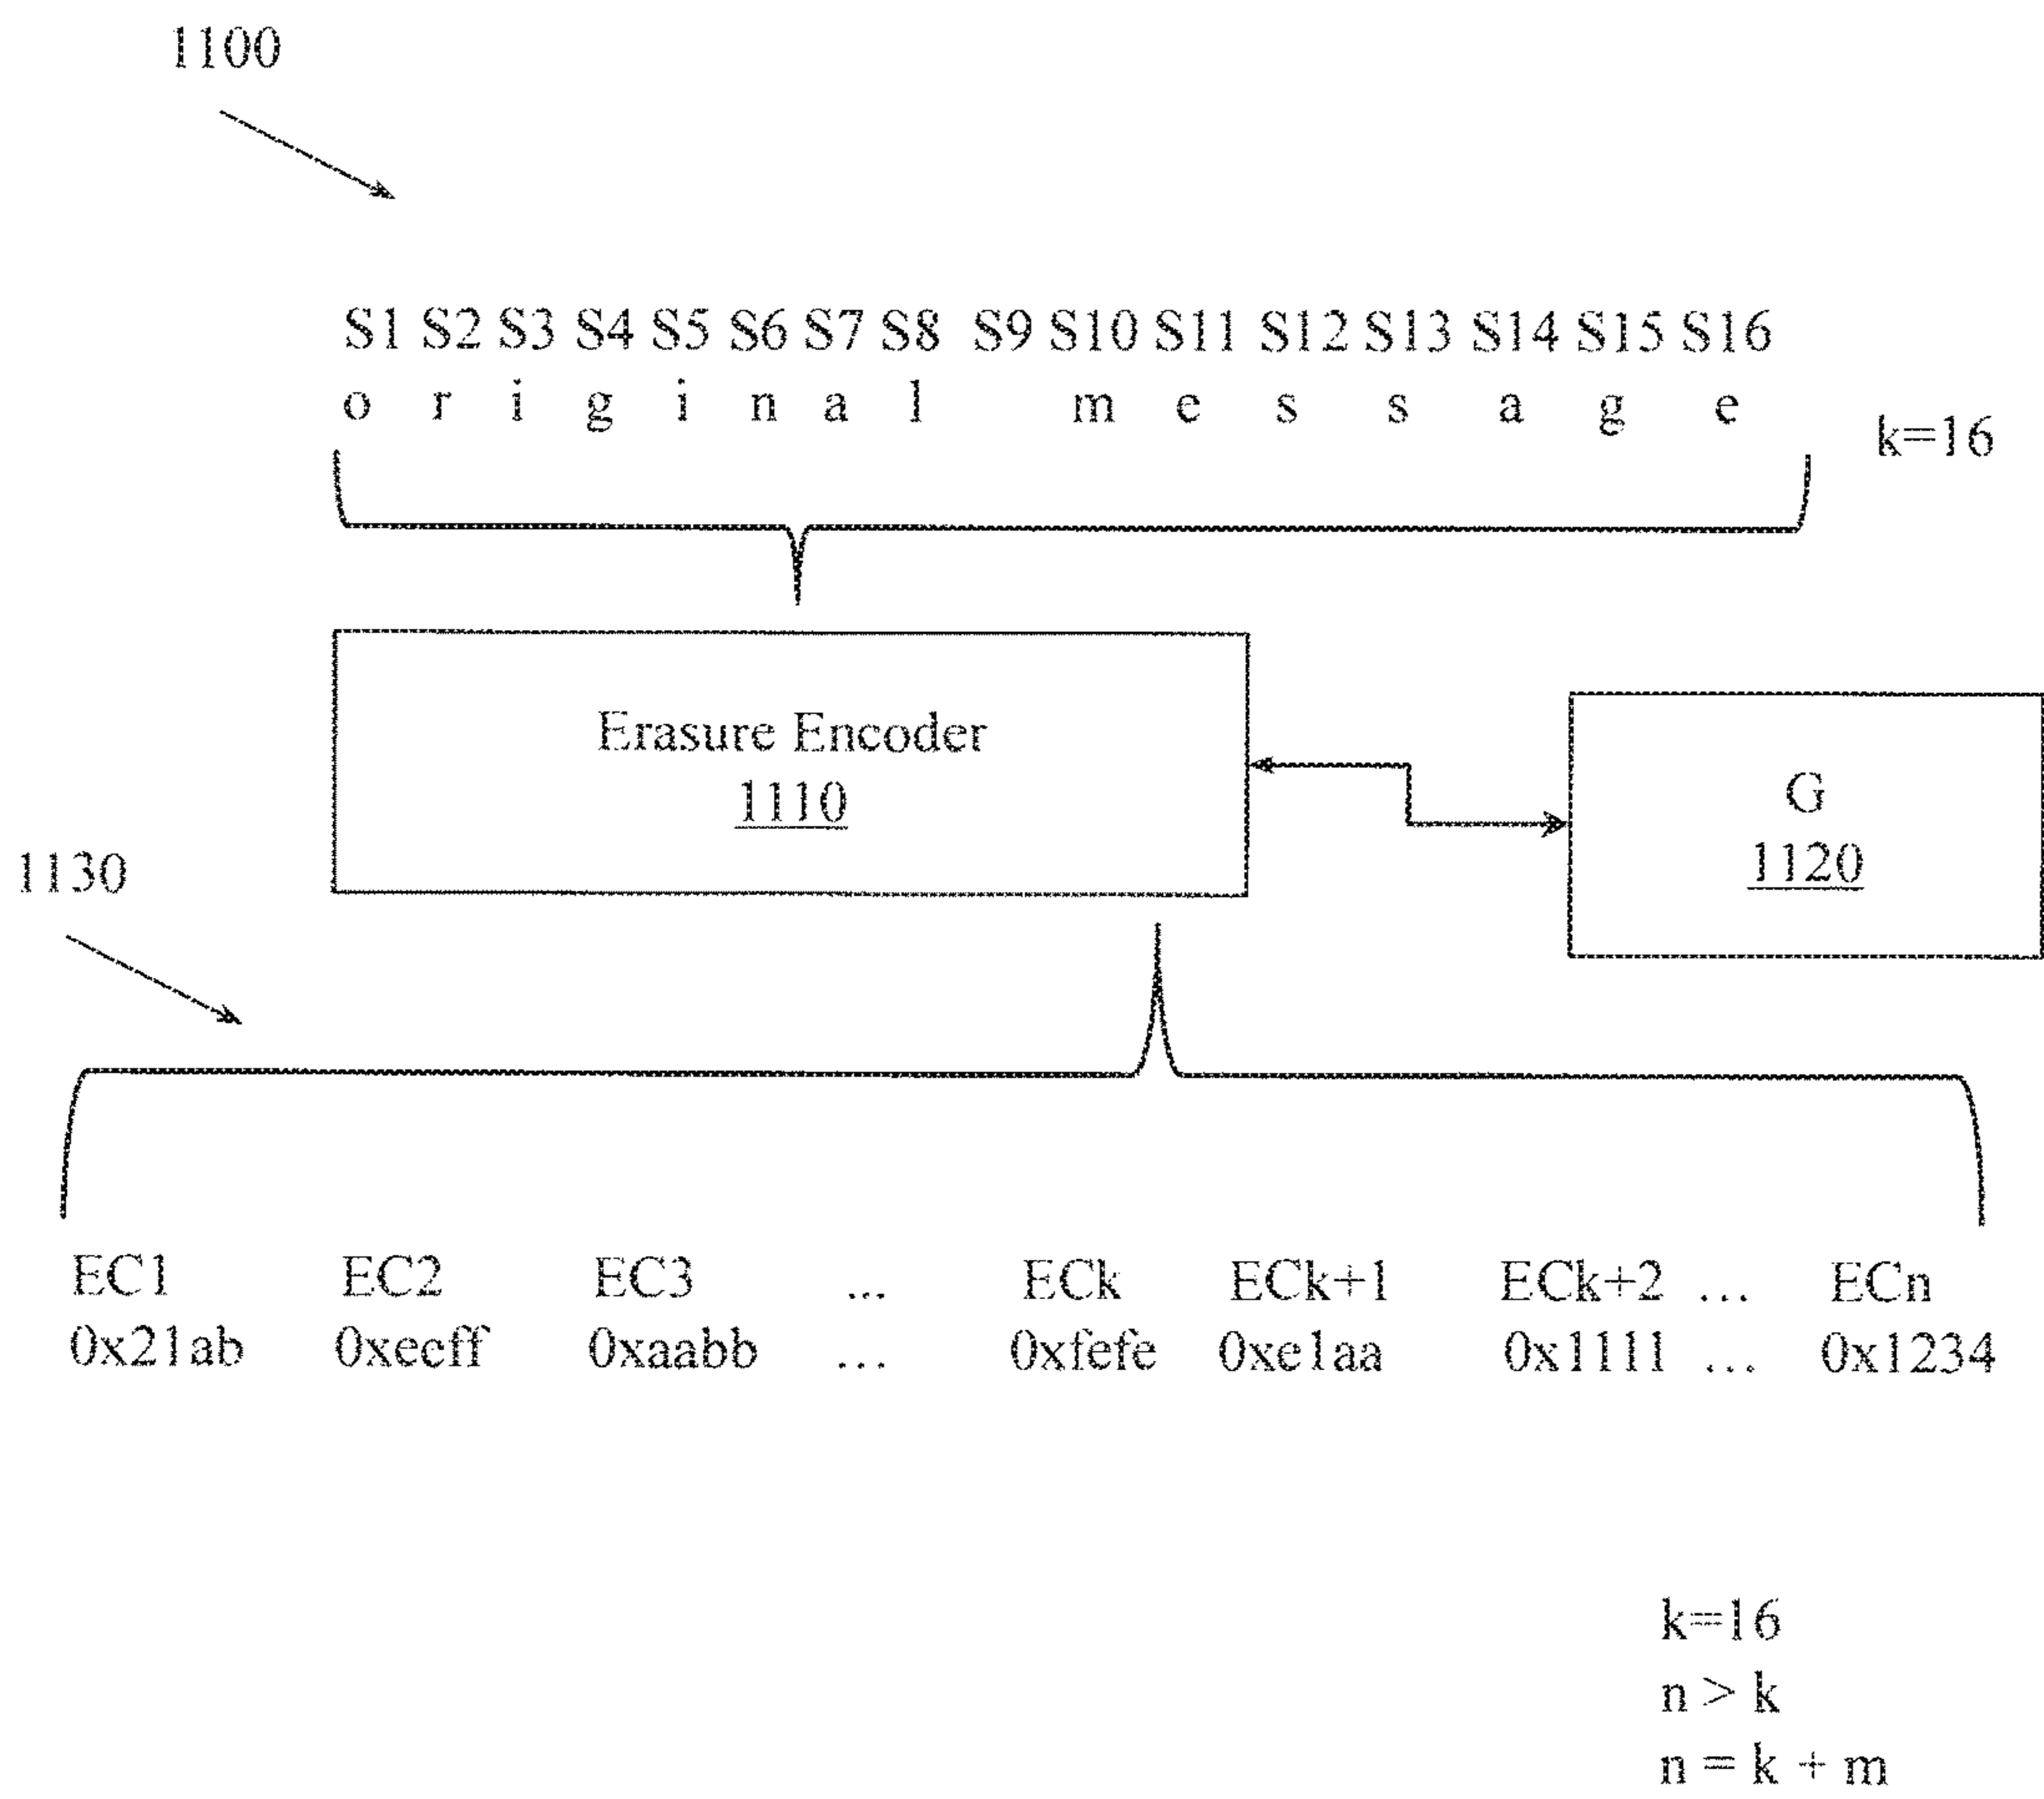 1100
S1 S2 S3 S4 S5 S6 S7 S8 S9 S10 S11 S12 S13 S14 S15 S16
o r i g i n a l m e s s a g e
k=16
Erasure Encoder
1110
G
1120
1130
EC1 EC2 EC3 ... ECk ECk+1 ECk+2 ... ECn
0x21ab 0xecff 0xaabb ... 0xfefe 0xe1aa 0x1111 ... 0x1234
k=16
n > k
n = k + m